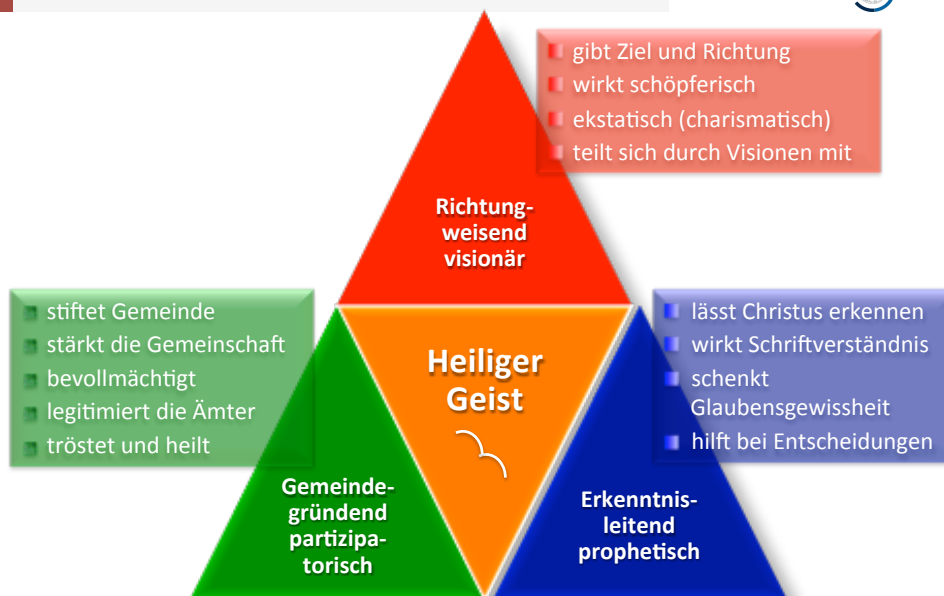 gibt Ziel und Richtung
wirkt schöpferisch
ekstatisch (charismatisch)
teilt sich durch Visionen mit
Richtung-
weisend
visionär
stiftet Gemeinde
stärkt die Gemeinschaft
bevollmächtigt
legitimiert die Ämter
tröstet und heilt
Heiliger
Geist
lässt Christus erkennen
wirkt Schriftverständnis
schenkt
Glaubensgewissheit
hilft bei Entscheidungen
Gemeinde-
gründend
partizipa-
torisch
Erkenntnis-
leitend
prophetisch